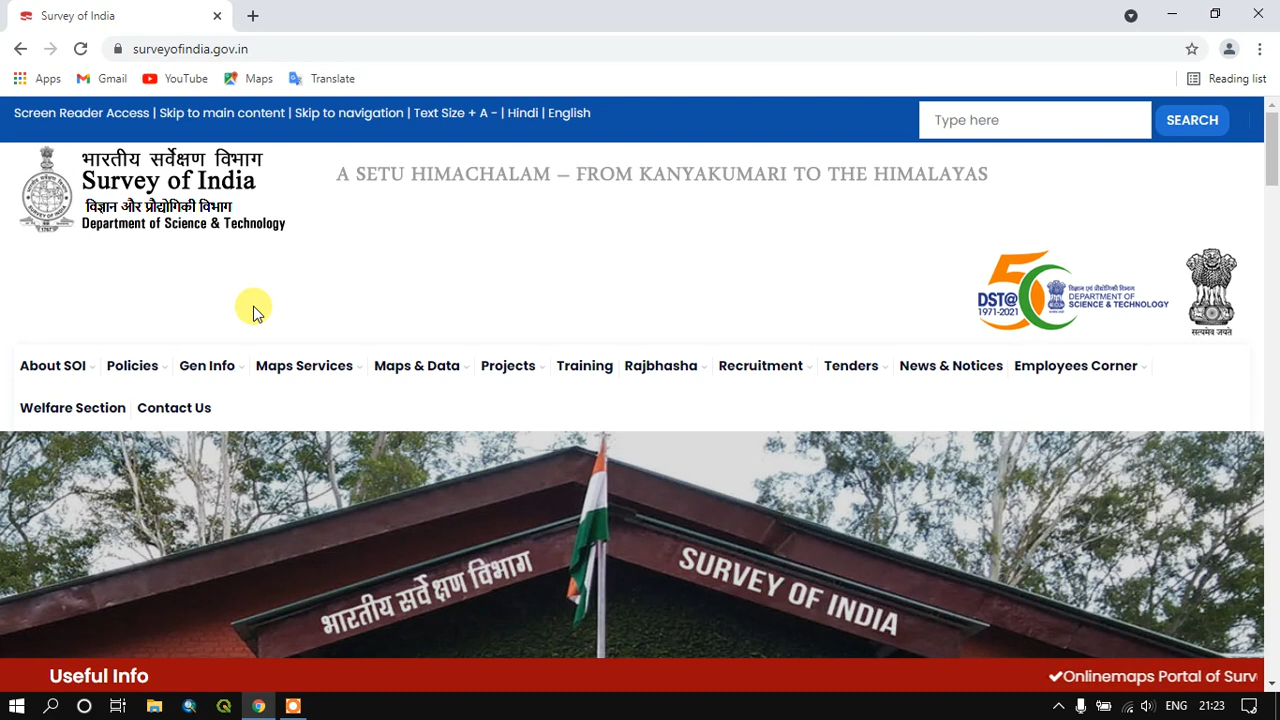 Survey of India
surveyofindia.gov.in
Apps Gmail YouTube Maps Translate Reading list
Screen Reader Access | Skip to main content | Skip to navigation | Text Size + A - | Hindi | English
Type here SEARCH
भारतीय सर्वेक्षण विभाग
Survey of India
विज्ञान और प्रौद्योगिकी विभाग
Department of Science & Technology
A SETU HIMACHALAM – FROM KANYAKUMARI TO THE HIMALAYAS
50
DST@
1971-2021
विज्ञान एवं प्रौद्योगिकी विभाग
DEPARTMENT OF
SCIENCE & TECHNOLOGY
सत्यमेव जयते
About SOI Policies Gen Info Maps Services Maps & Data Projects Training Rajbhasha Recruitment Tenders News & Notices Employees Corner
Welfare Section Contact Us
भारतीय सर्वेक्षण विभाग
SURVEY OF INDIA
Useful Info
Onlinemaps Portal of Surv
ENG 21:23